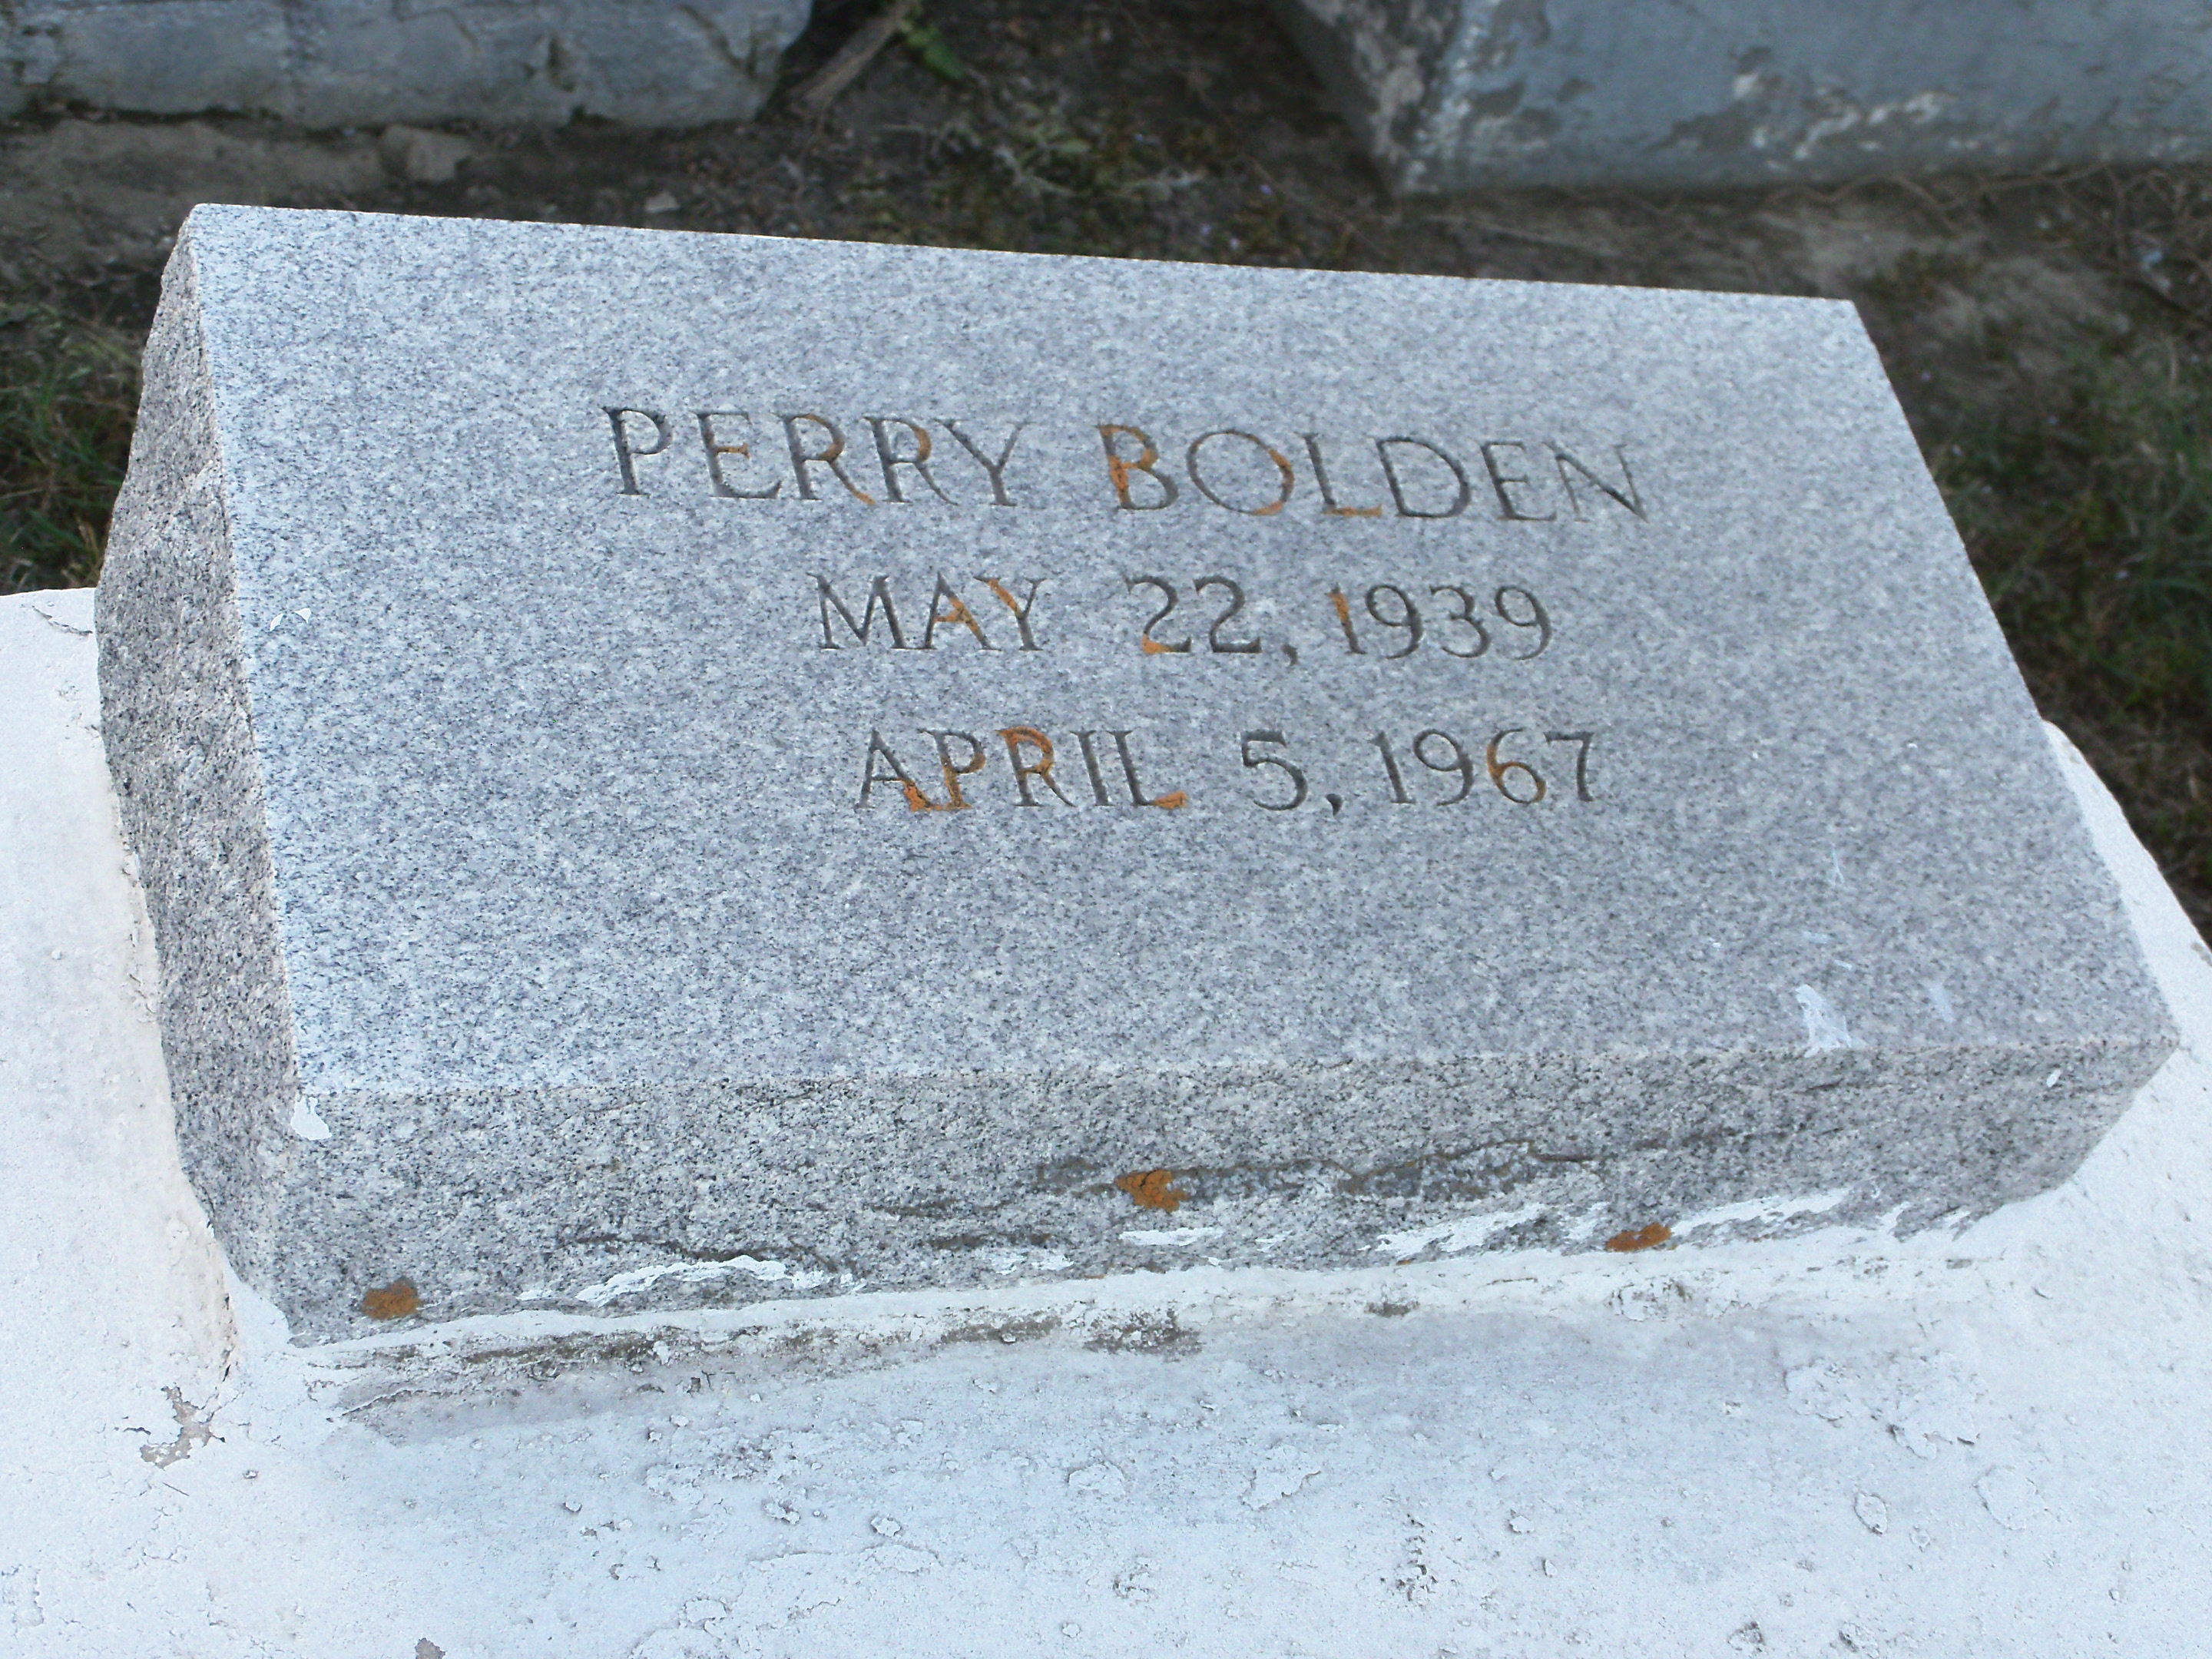 PERRY BOLDEN
MAY 22, 1939
APRIL 5, 1967